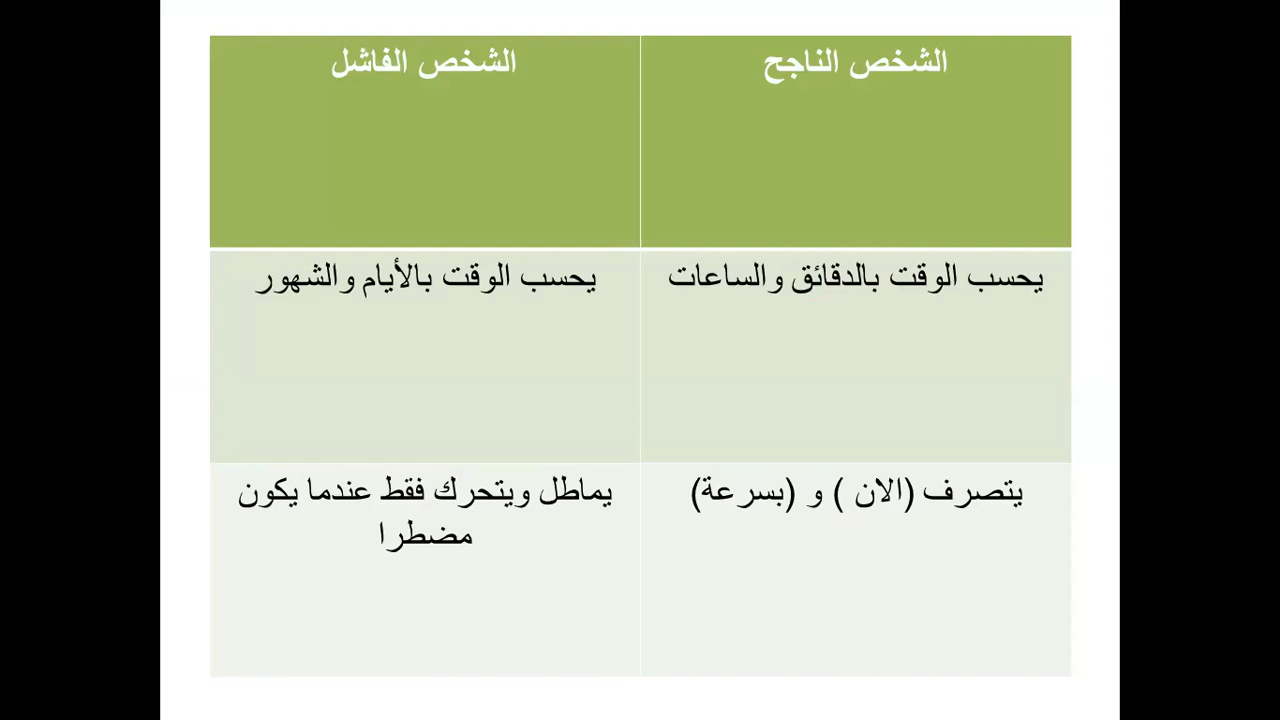 الشخص الناجح
الشخص الفاشل
يحسب الوقت بالدقائق والساعات
يحسب الوقت بالأيام والشهور
يتصرف (الان ) و (بسرعة)
يماطل ويتحرك فقط عندما يكون
مضطرا